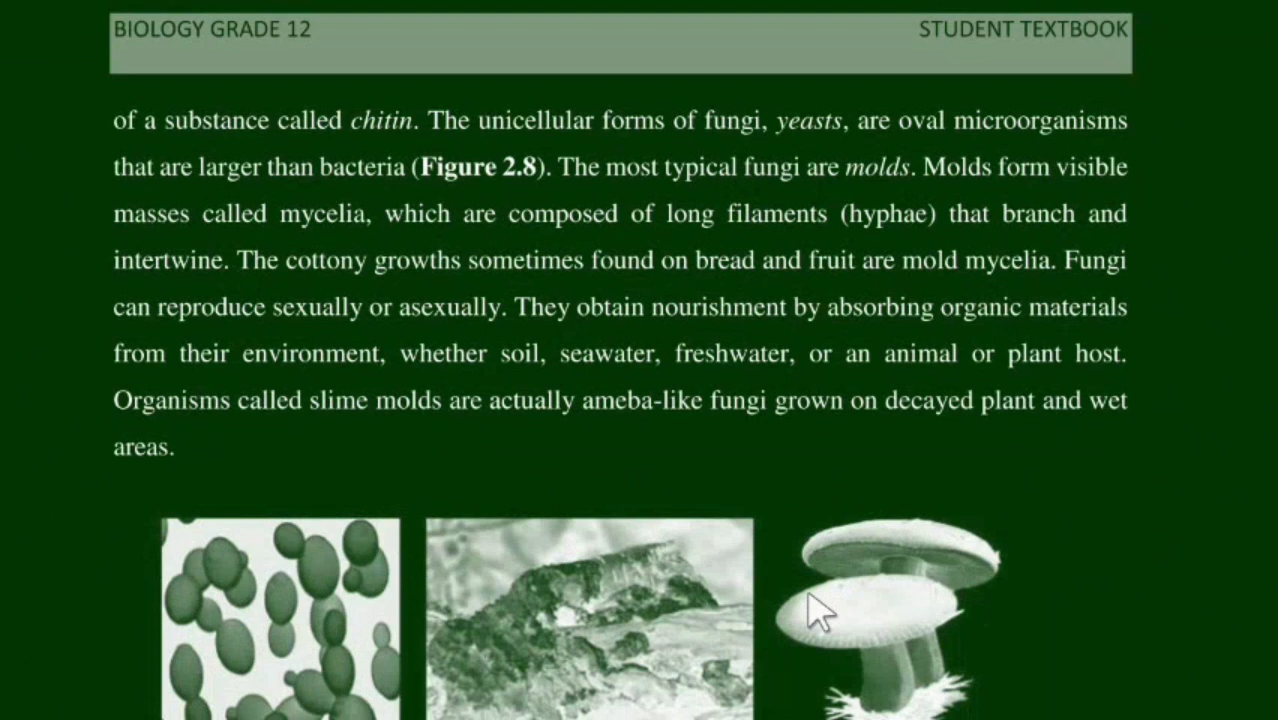 BIOLOGY GRADE 12 STUDENT TEXTBOOK
of a substance called chitin. The unicellular forms of fungi, yeasts, are oval microorganisms
that are larger than bacteria (Figure 2.8). The most typical fungi are molds. Molds form visible
masses called mycelia, which are composed of long filaments (hyphae) that branch and
intertwine. The cottony growths sometimes found on bread and fruit are mold mycelia. Fungi
can reproduce sexually or asexually. They obtain nourishment by absorbing organic materials
from their environment, whether soil, seawater, freshwater, or an animal or plant host.
Organisms called slime molds are actually ameba-like fungi grown on decayed plant and wet
areas.